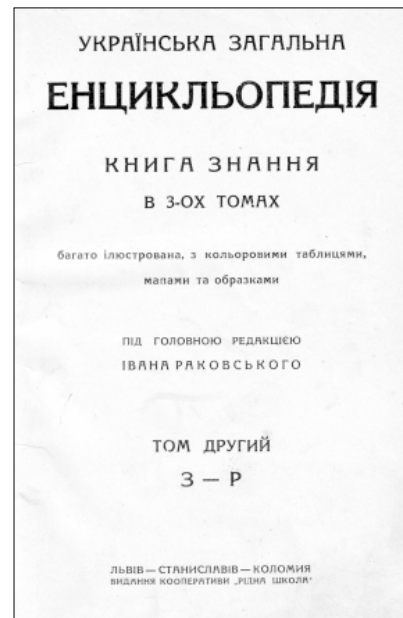 УКРАЇНСЬКА ЗАГАЛЬНА
ЕНЦИКЛЬОПЕДІЯ
КНИГА ЗНАННЯ
В 3-ОХ ТОМАХ
багато ілюстрована, з кольоровими таблицями,
мапами та образками
ПІД ГОЛОВНОЮ РЕДАКЦІЄЮ
ІВАНА РАКОВСЬКОГО
ТОМ ДРУГИЙ
З — Р
ЛЬВІВ — СТАНИСЛАВІВ — КОЛОМИЯ
ВИДАННЯ КООПЕРАТИВИ „РІДНА ШКОЛА"